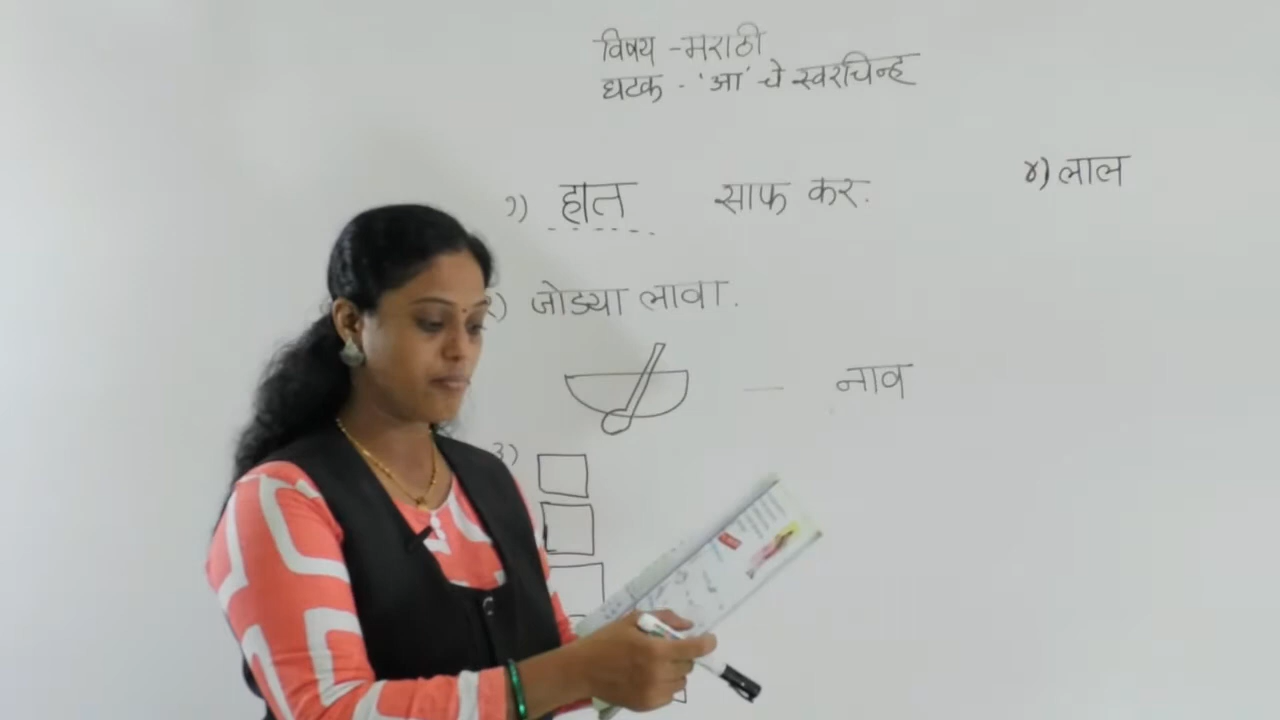 विषय - मराठी
घटक - 'आ' चे स्वरचिन्ह
१) हात साफ कर.
२) जोड्या लावा.
— नाव
३)
४) लाल